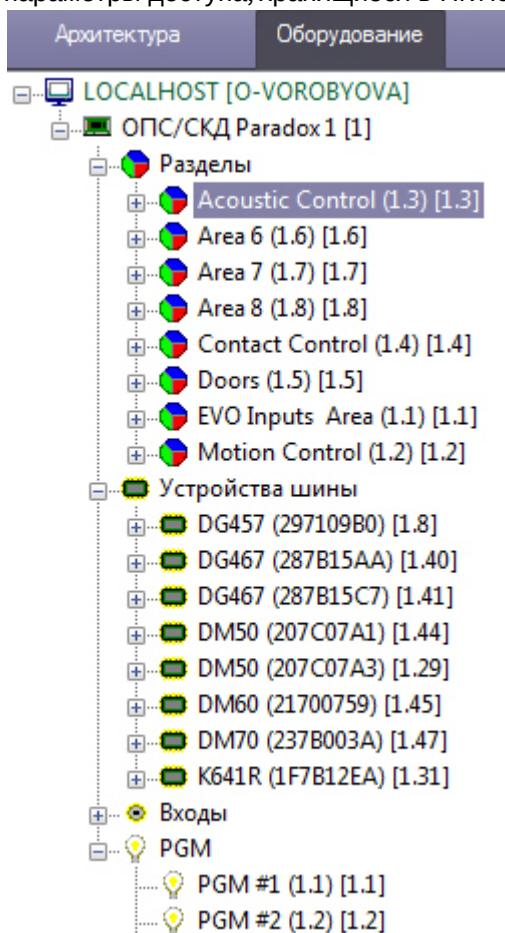 Архитектура Оборудование
LOCALHOST [O-VOROBYOVA]
ОПС/СКД Paradox 1 [1]
Разделы
Acoustic Control (1.3) [1.3]
Area 6 (1.6) [1.6]
Area 7 (1.7) [1.7]
Area 8 (1.8) [1.8]
Contact Control (1.4) [1.4]
Doors (1.5) [1.5]
EVO Inputs Area (1.1) [1.1]
Motion Control (1.2) [1.2]
Устройства шины
DG457 (297109B0) [1.8]
DG467 (287B15AA) [1.40]
DG467 (287B15C7) [1.41]
DM50 (207C07A1) [1.44]
DM50 (207C07A3) [1.29]
DM60 (21700759) [1.45]
DM70 (237B003A) [1.47]
K641R (1F7B12EA) [1.31]
Входы
PGM
PGM #1 (1.1) [1.1]
PGM #2 (1.2) [1.2]